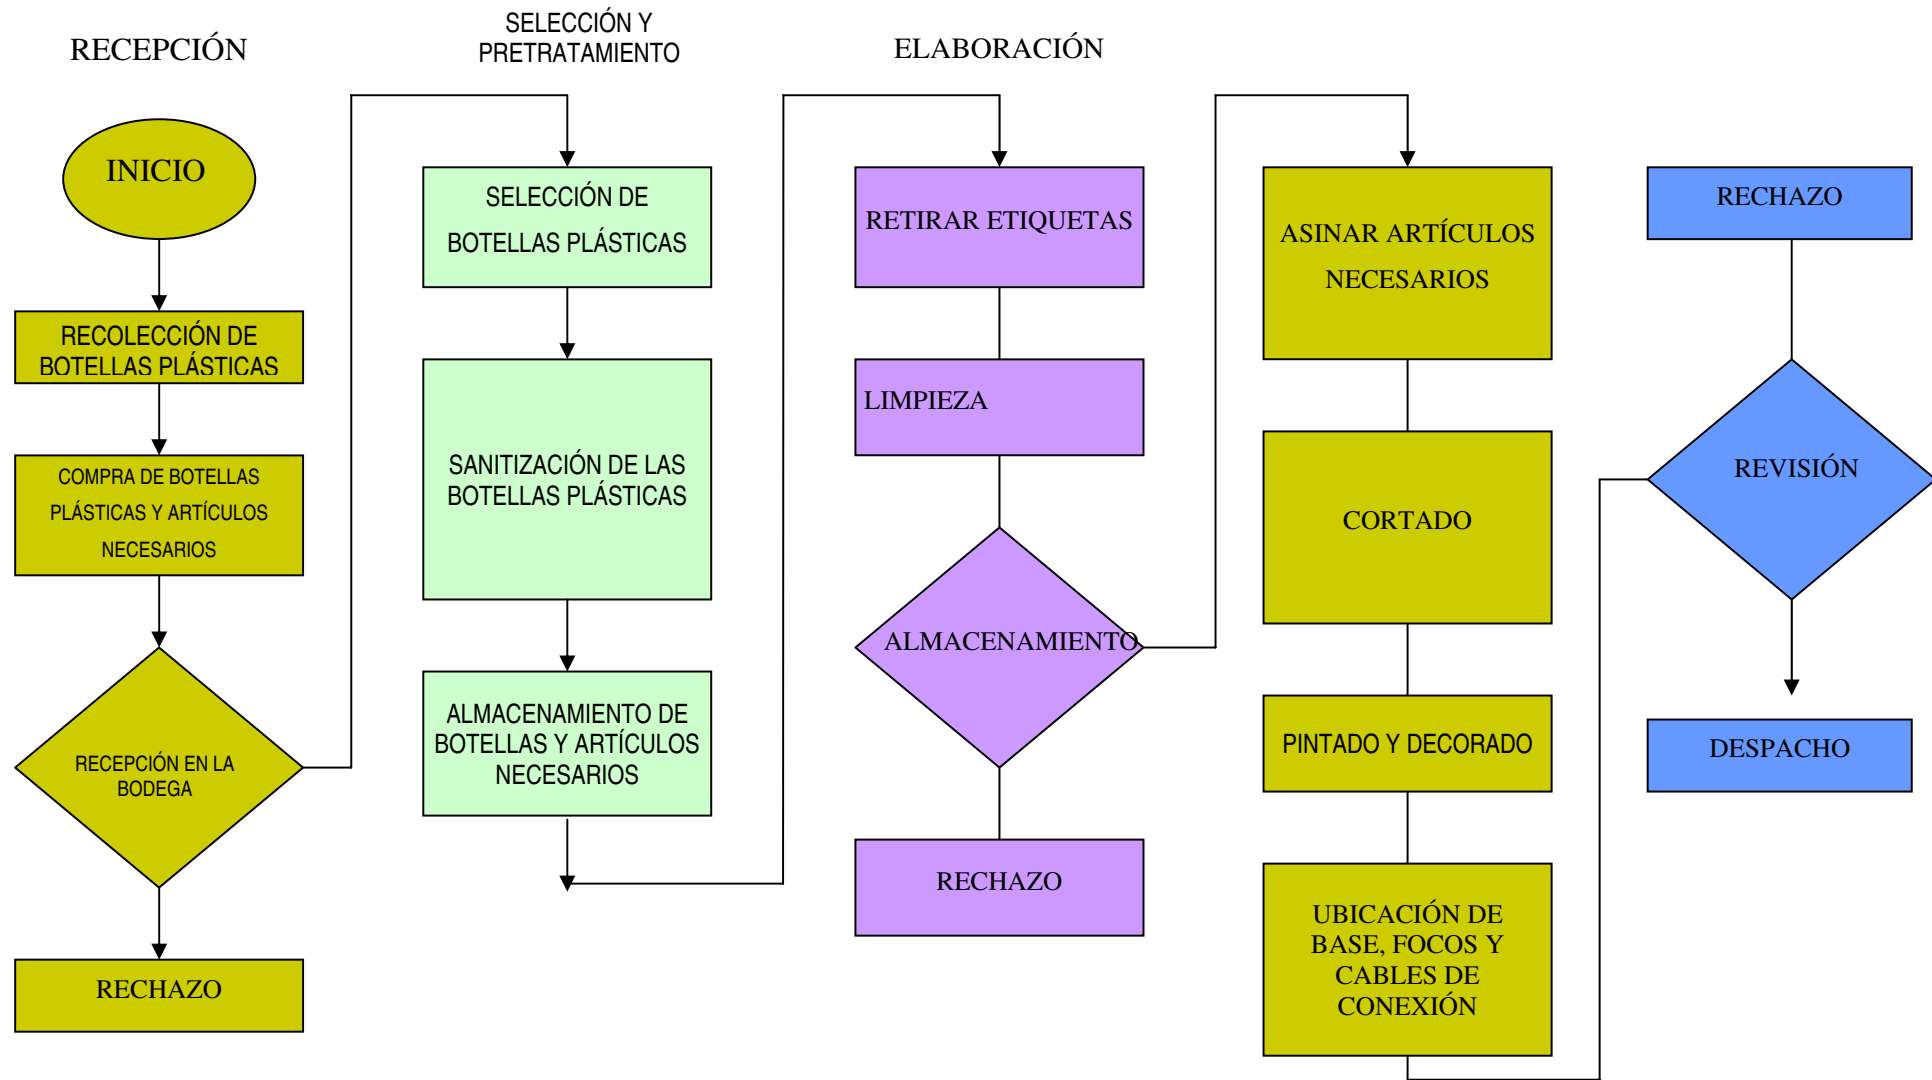 RECEPCIÓN
INICIO
RECOLECCIÓN DE
BOTELLAS PLÁSTICAS
COMPRA DE BOTELLAS
PLÁSTICAS Y ARTÍCULOS
NECESARIOS
RECEPCIÓN EN LA
BODEGA
RECHAZO
SELECCIÓN Y
PRETRATAMIENTO
SELECCIÓN DE
BOTELLAS PLÁSTICAS
SANITIZACIÓN DE LAS
BOTELLAS PLÁSTICAS
ALMACENAMIENTO DE
BOTELLAS Y ARTÍCULOS
NECESARIOS
ELABORACIÓN
RETIRAR ETIQUETAS
LIMPIEZA
ALMACENAMIENTO
RECHAZO
ASINAR ARTÍCULOS
NECESARIOS
CORTADO
PINTADO Y DECORADO
UBICACIÓN DE
BASE, FOCOS Y
CABLES DE
CONEXIÓN
RECHAZO
REVISIÓN
DESPACHO